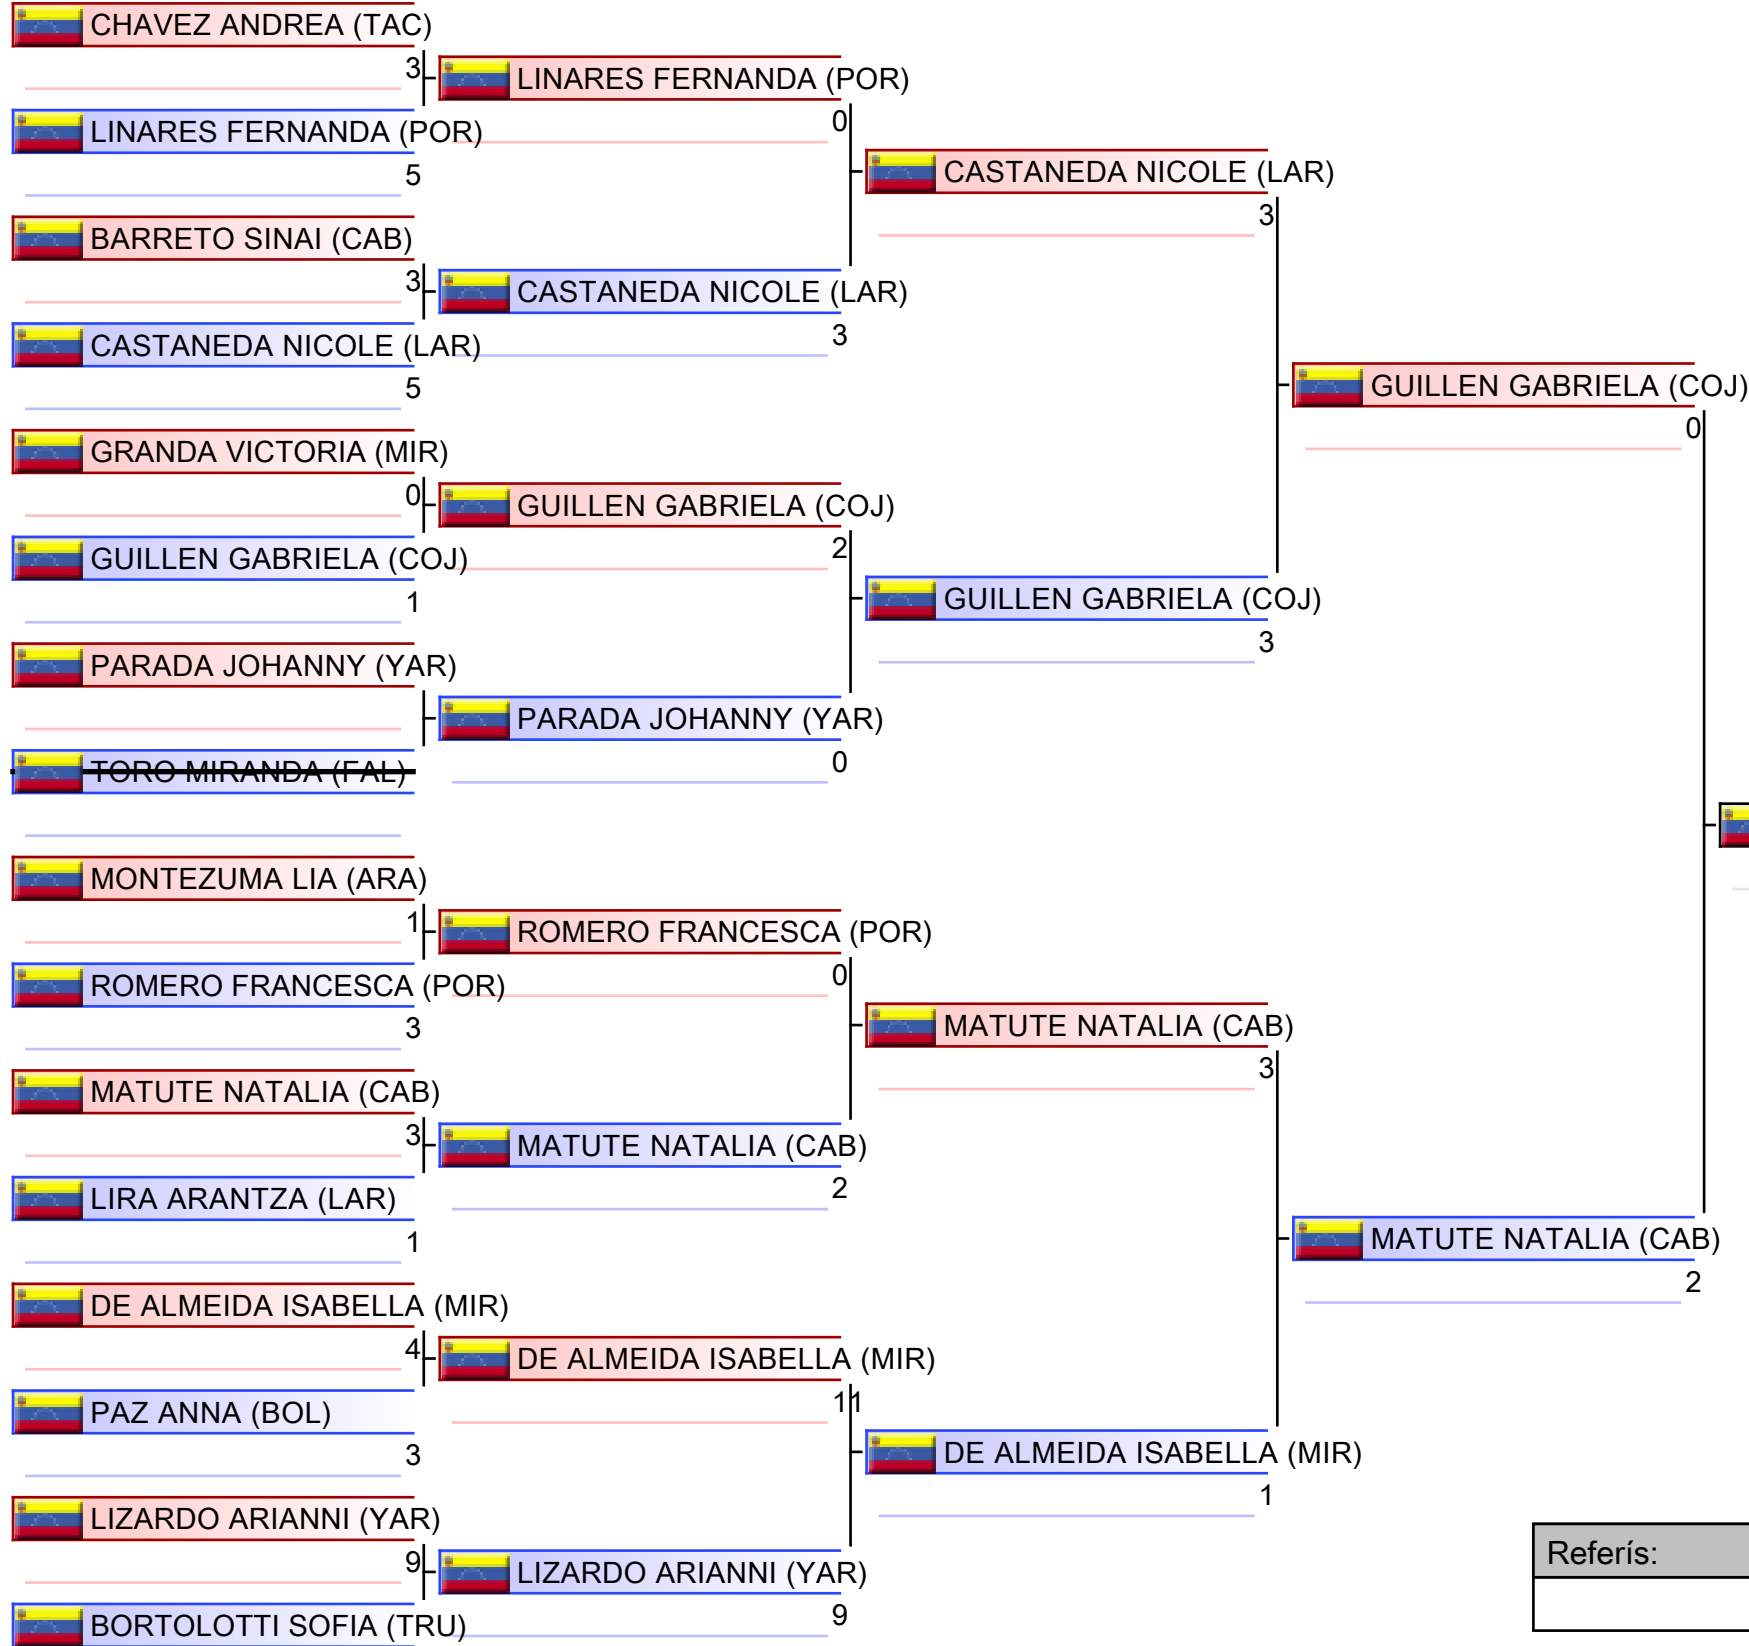 CHAVEZ ANDREA (TAC)
3
LINARES FERNANDA (POR)
5
BARRETO SINAI (CAB)
3
CASTANEDA NICOLE (LAR)
5
GRANDA VICTORIA (MIR)
0
GUILLEN GABRIELA (COJ)
1
PARADA JOHANNY (YAR)
TORO MIRANDA (FAL)
MONTEZUMA LIA (ARA)
1
ROMERO FRANCESCA (POR)
3
MATUTE NATALIA (CAB)
3
LIRA ARANTZA (LAR)
1
DE ALMEIDA ISABELLA (MIR)
4
PAZ ANNA (BOL)
3
LIZARDO ARIANNI (YAR)
9
BORTOLOTTI SOFIA (TRU)
LINARES FERNANDA (POR)
0
CASTANEDA NICOLE (LAR)
3
GUILLEN GABRIELA (COJ)
2
PARADA JOHANNY (YAR)
0
ROMERO FRANCESCA (POR)
0
MATUTE NATALIA (CAB)
2
DE ALMEIDA ISABELLA (MIR)
11
LIZARDO ARIANNI (YAR)
9
CASTANEDA NICOLE (LAR)
3
GUILLEN GABRIELA (COJ)
3
MATUTE NATALIA (CAB)
3
DE ALMEIDA ISABELLA (MIR)
1
GUILLEN GABRIELA (COJ)
0
MATUTE NATALIA (CAB)
2
Referís: